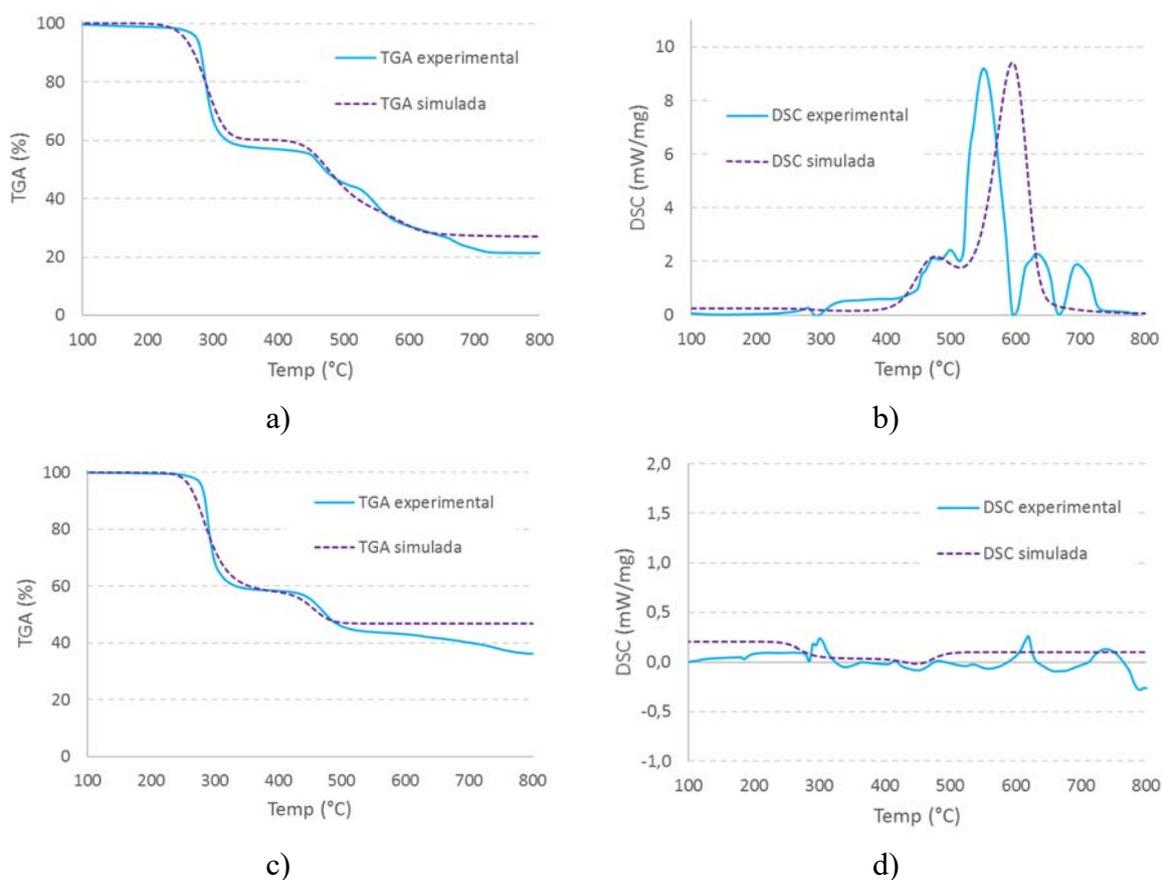 100
80
60
40
20
0
TGA (%)
TGA experimental
TGA simulada
100 200 300 400 500 600 700 800
Temp (°C)
a)
10
8
6
4
2
0
DSC (mW/mg)
DSC experimental
DSC simulada
100 200 300 400 500 600 700 800
Temp (°C)
b)
100
80
60
40
20
0
TGA (%)
TGA experimental
TGA simulada
100 200 300 400 500 600 700 800
Temp (°C)
c)
2,0
1,5
1,0
0,5
0,0
-0,5
-1,0
DSC (mW/mg)
DSC experimental
DSC simulada
100 200 300 400 500 600 700 800
Temp (°C)
d)